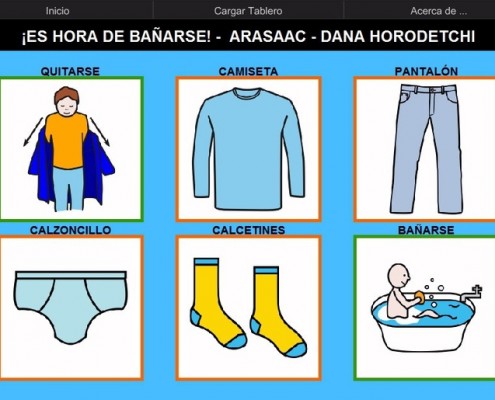 Inicio Cargar Tablero Acerca de ...
¡ES HORA DE BAÑARSE! - ARASAAC - DANA HORODETCHI
QUITARSE CAMISETA PANTALÓN
CALZONCILLO CALCETINES BAÑARSE